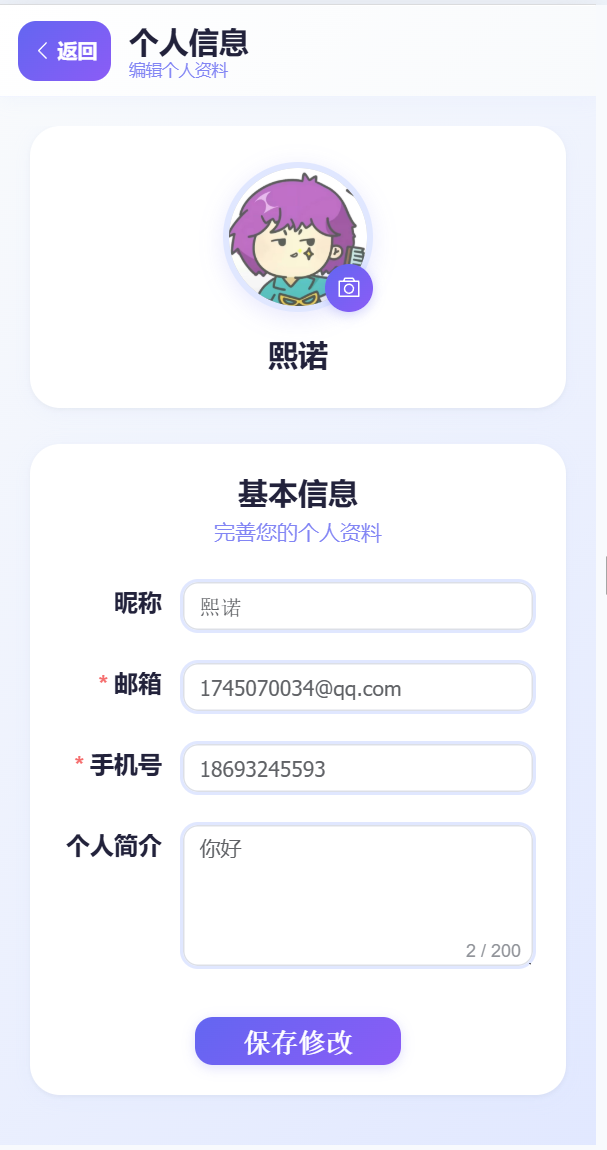 返回
个人信息
编辑个人资料
熙诺
基本信息
完善您的个人资料
昵称 熙诺
* 邮箱 1745070034@qq.com
* 手机号 18693245593
个人简介 你好
2 / 200
保存修改